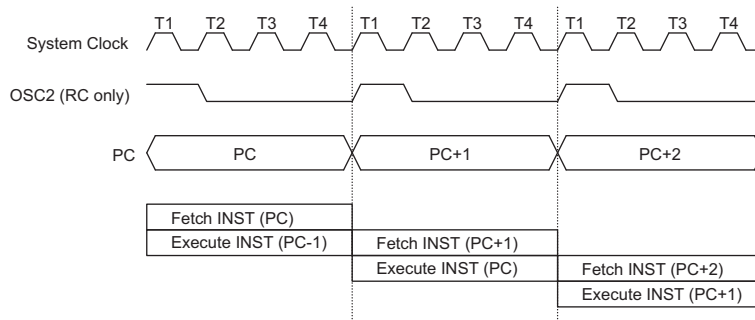 T1 T2 T3 T4 T1 T2 T3 T4 T1 T2 T3 T4
System Clock
OSC2 (RC only)
PC PC PC+1 PC+2
Fetch INST (PC)
Execute INST (PC-1) Fetch INST (PC+1)
Execute INST (PC) Fetch INST (PC+2)
Execute INST (PC+1)